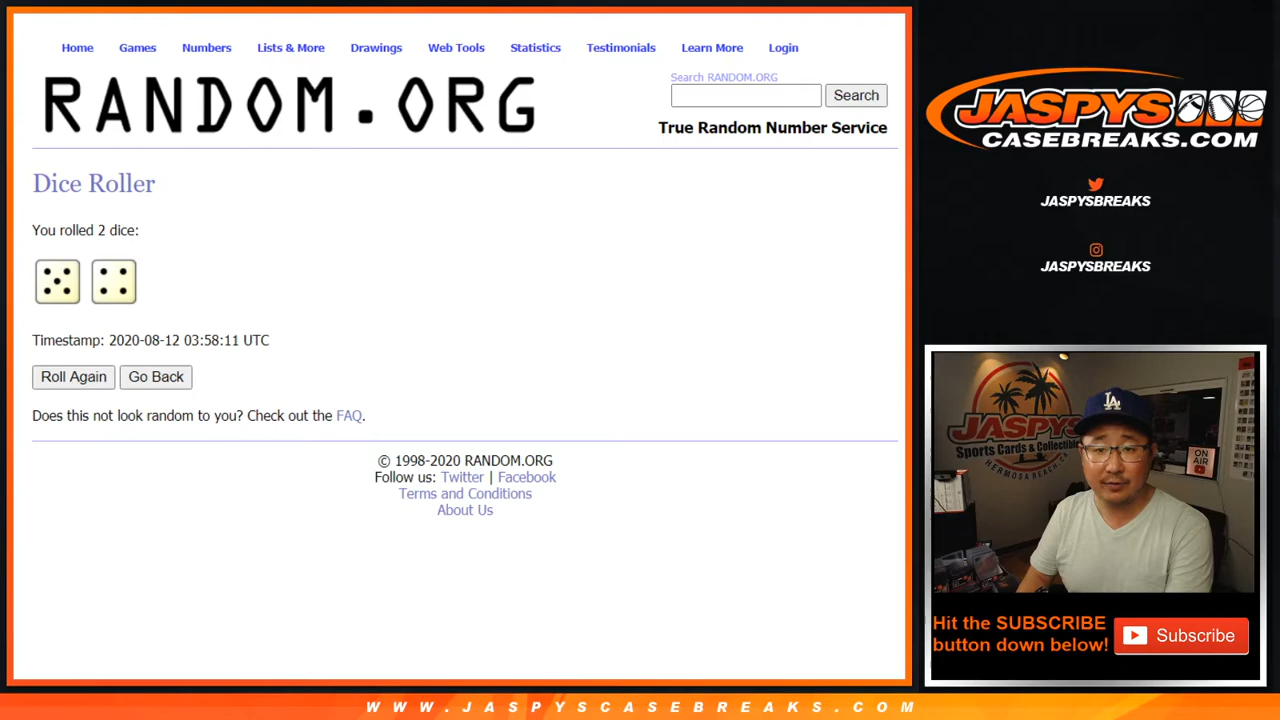 Home Games Numbers Lists & More Drawings Web Tools Statistics Testimonials Learn More Login
RANDOM.ORG
Search RANDOM.ORG
Search
True Random Number Service
Dice Roller
You rolled 2 dice:
Timestamp: 2020-08-12 03:58:11 UTC
Roll Again Go Back
Does this not look random to you? Check out the FAQ.
© 1998-2020 RANDOM.ORG
Follow us: Twitter | Facebook
Terms and Conditions
About Us
JASPYS
CASEBREAKS.COM
JASPYSBREAKS
JASPYSBREAKS
JASPYS
Sports Cards & Collectibles
HERMOSA BEACH, CA
LA
ON AIR
Hit the SUBSCRIBE
button down below!
Subscribe
WWW.JASPYSCASEBREAKS.COM